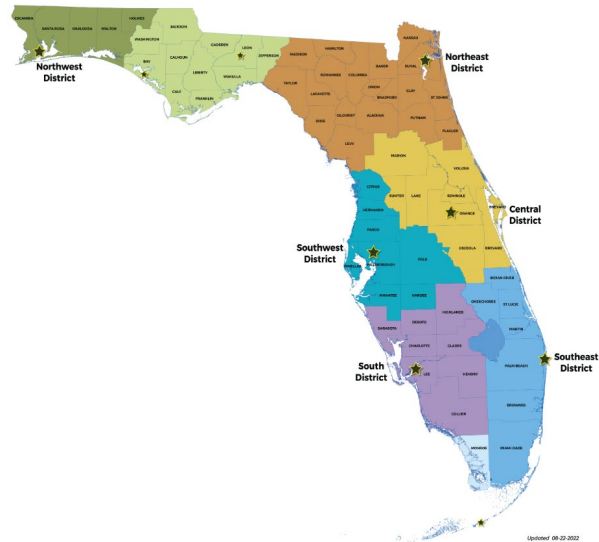 ESCAMBIA
SANTA ROSA
OKALOOSA
WALTON
HOLMES
JACKSON
WASHINGTON
BAY
CALHOUN
GADSDEN
LEON
JEFFERSON
LIBERTY
WAKULLA
GULF
FRANKLIN
Northwest
District
MADISON
HAMILTON
TAYLOR
SUWANNEE
COLUMBIA
BAKER
NASSAU
DUVAL
LAFAYETTE
UNION
BRADFORD
CLAY
ST JOHNS
DIXIE
GILCHRIST
ALACHUA
PUTNAM
FLAGLER
LEVY
Northeast
District
MARION
VOLUSIA
SUMTER
LAKE
SEMINOLE
ORANGE
BREVARD
OSCEOLA
BREVARD
Central
District
CITRUS
HERNANDO
PASCO
PINELLAS
HILLSBOROUGH
POLK
MANATEE
HARDEE
Southwest
District
SARASOTA
DESOTO
HIGHLANDS
CHARLOTTE
GLADES
LEE
HENDRY
COLLIER
South
District
INDIAN RIVER
OKEECHOBEE
ST LUCIE
MARTIN
PALM BEACH
BROWARD
MIAMI-DADE
MONROE
Southeast
District
Updated 08-22-2022